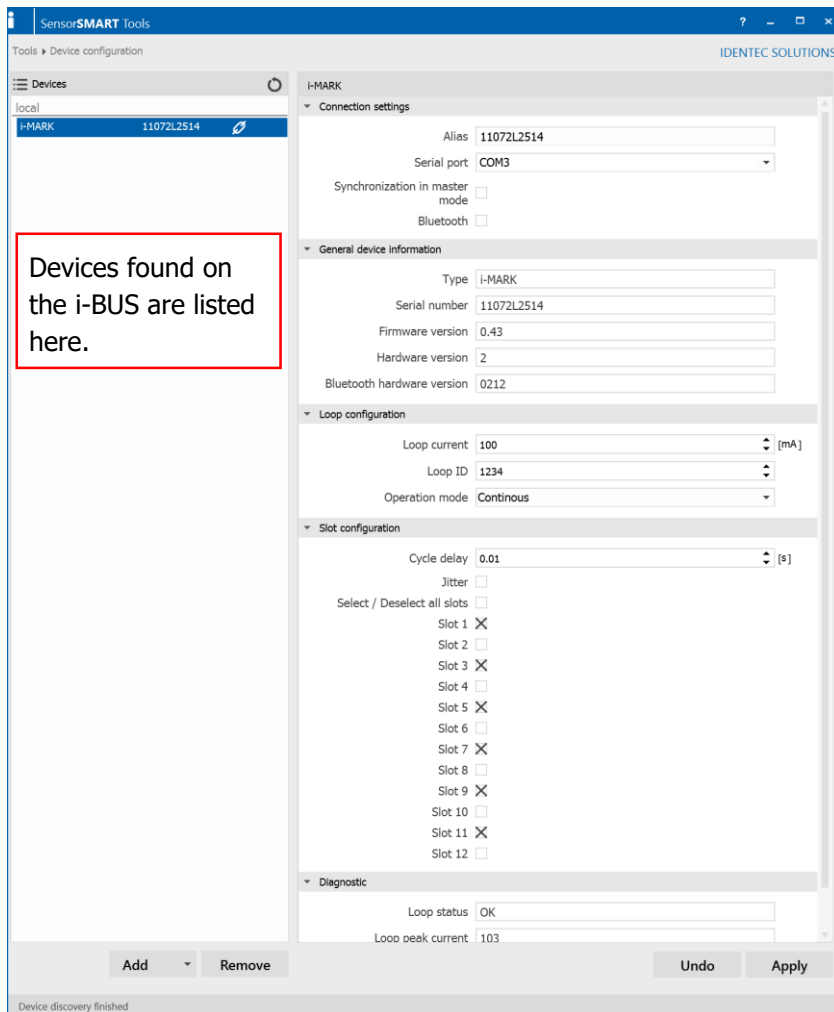 i SensorSMART Tools ? – ×
Tools Device configuration
IDENTEC SOLUTIONS
Devices
local
i-MARK 11072L2514
Devices found on
the i-BUS are listed
here.
i-MARK
Connection settings
Alias 11072L2514
Serial port COM3
Synchronization in master
mode
Bluetooth
General device information
Type i-MARK
Serial number 11072L2514
Firmware version 0.43
Hardware version 2
Bluetooth hardware version 0212
Loop configuration
Loop current 100 [mA]
Loop ID 1234
Operation mode Continous
Slot configuration
Cycle delay 0.01 [s]
Jitter
Select / Deselect all slots
Slot 1
Slot 2
Slot 3
Slot 4
Slot 5
Slot 6
Slot 7
Slot 8
Slot 9
Slot 10
Slot 11
Slot 12
Diagnostic
Loop status OK
Loop peak current 103
Add Remove
Undo Apply
Device discovery finished